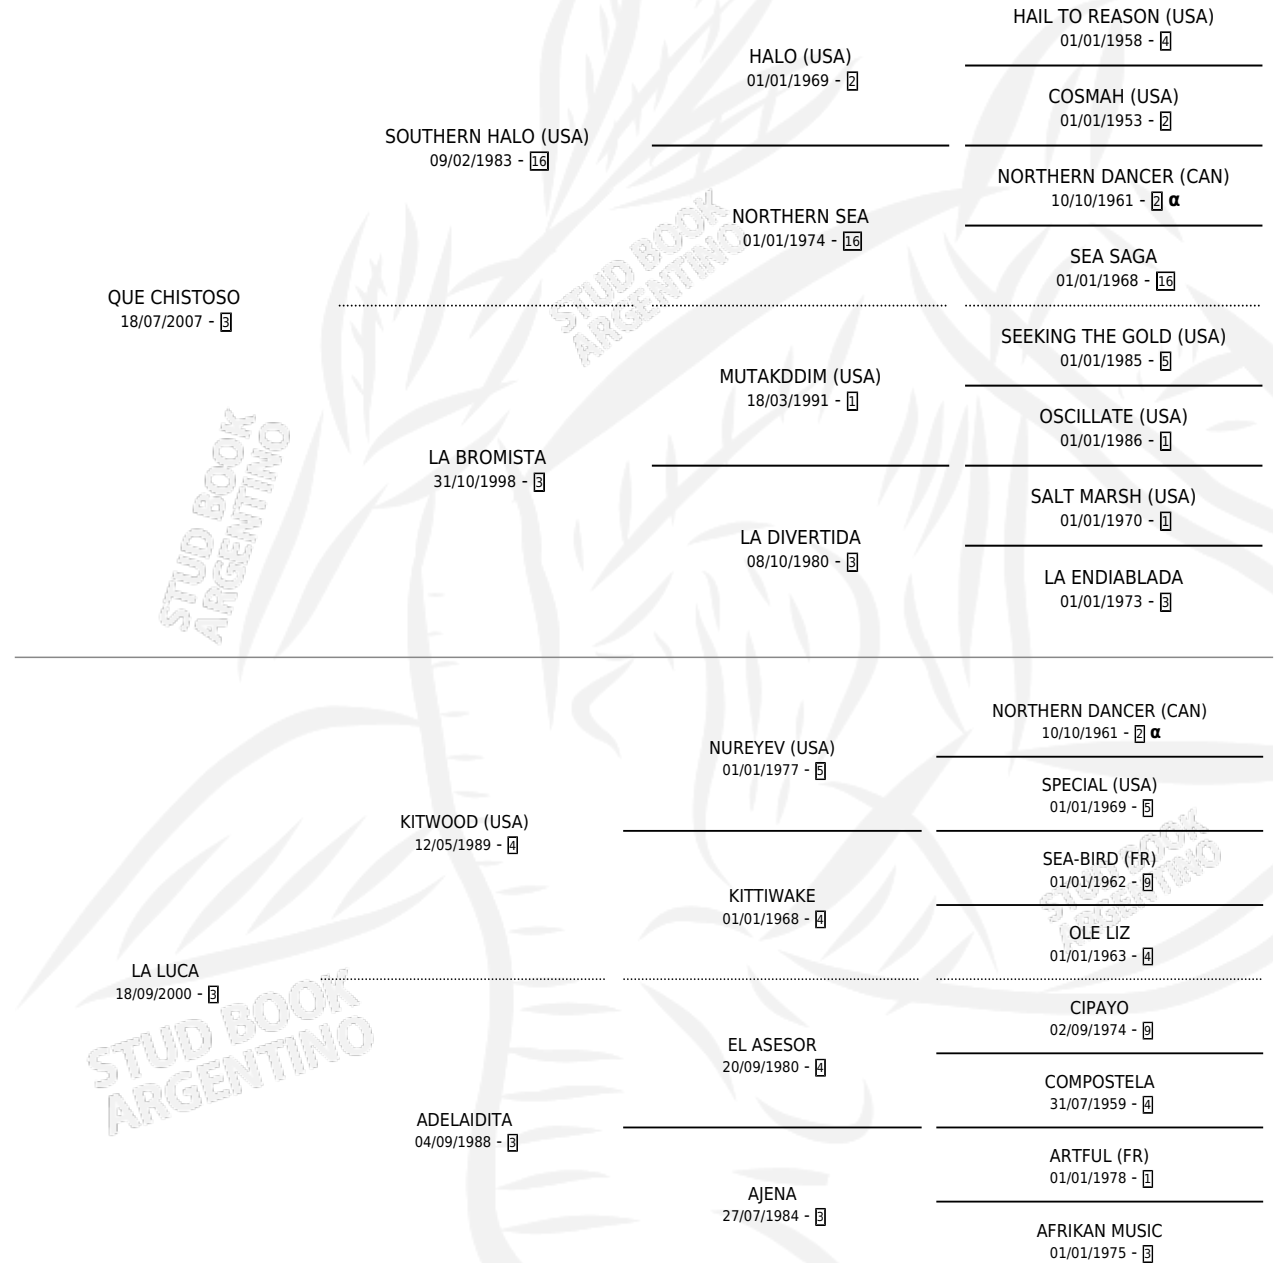 HAIL TO REASON (USA)
01/01/1958 - 4
HALO (USA)
01/01/1969 - 2
COSMAH (USA)
01/01/1953 - 2
SOUTHERN HALO (USA)
09/02/1983 - 16
NORTHERN DANCER (CAN)
10/10/1961 - 2 α
NORTHERN SEA
01/01/1974 - 16
SEA SAGA
01/01/1968 - 16
QUE CHISTOSO
18/07/2007 - 3
SEEKING THE GOLD (USA)
01/01/1985 - 5
MUTAKDDIM (USA)
18/03/1991 - 1
OSCILLATE (USA)
01/01/1986 - 1
LA BROMISTA
31/10/1998 - 3
SALT MARSH (USA)
01/01/1970 - 1
LA DIVERTIDA
08/10/1980 - 3
LA ENDIABLADA
01/01/1973 - 3
STUD BOOK
ARGENTINO
STUD BOOK
ARGENTINO
NORTHERN DANCER (CAN)
10/10/1961 - 2 α
NUREYEV (USA)
01/01/1977 - 5
SPECIAL (USA)
01/01/1969 - 5
KITWOOD (USA)
12/05/1989 - 4
SEA-BIRD (FR)
01/01/1962 - 9
KITTIWAKE
01/01/1968 - 4
OLE LIZ
01/01/1963 - 4
LA LUCA
18/09/2000 - 3
CIPAYO
02/09/1974 - 9
EL ASESOR
20/09/1980 - 4
COMPOSTELA
31/07/1959 - 4
ADELAIDITA
04/09/1988 - 3
ARTFUL (FR)
01/01/1978 - 1
AJENA
27/07/1984 - 3
AFRIKAN MUSIC
01/01/1975 - 3
STUD BOOK
ARGENTINO
STUD BOOK
ARGENTINO